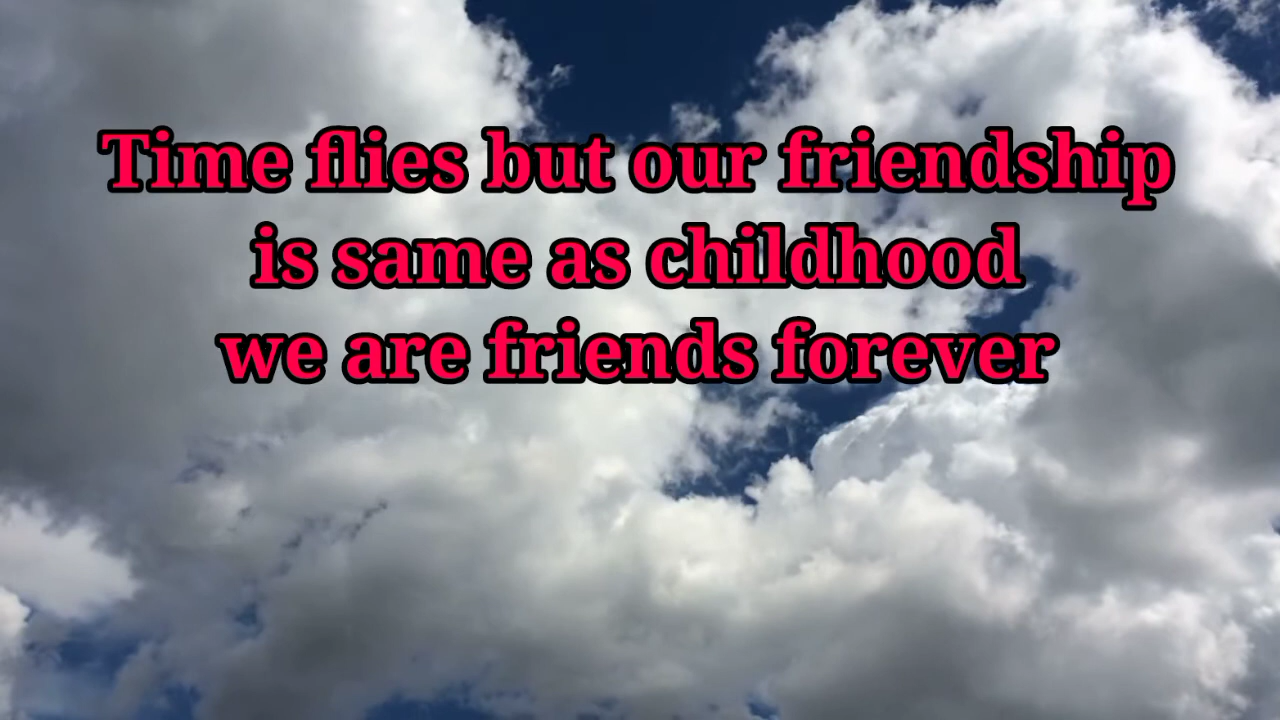 Time flies but our friendship
is same as childhood
we are friends forever